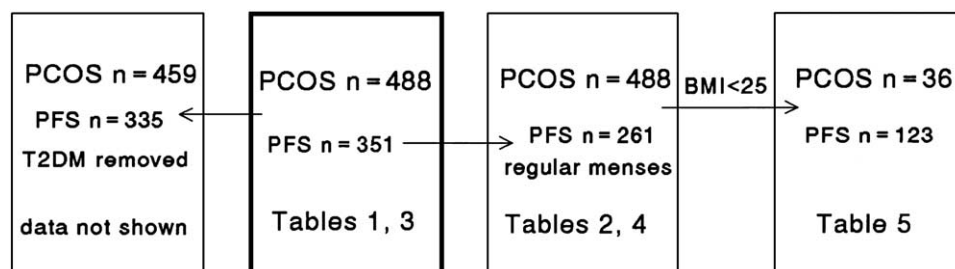 PCOS n=459
PFS n=335
T2DM removed
data not shown
PCOS n=488
PFS n=351
Tables 1, 3
PCOS n=488
PFS n=261
regular menses
Tables 2, 4
BMI<25
PCOS n=36
PFS n=123
Table 5